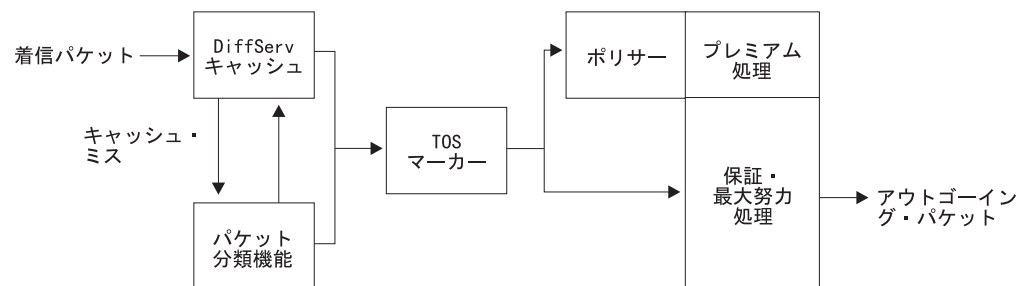 着信パケット
DiffServ
キャッシュ
キャッシュ・
ミス
パケット
分類機能
TOS
マーカー
ポリサー
プレミアム
処理
保証・
最大努力
処理
アウトゴーイン
グ・パケット